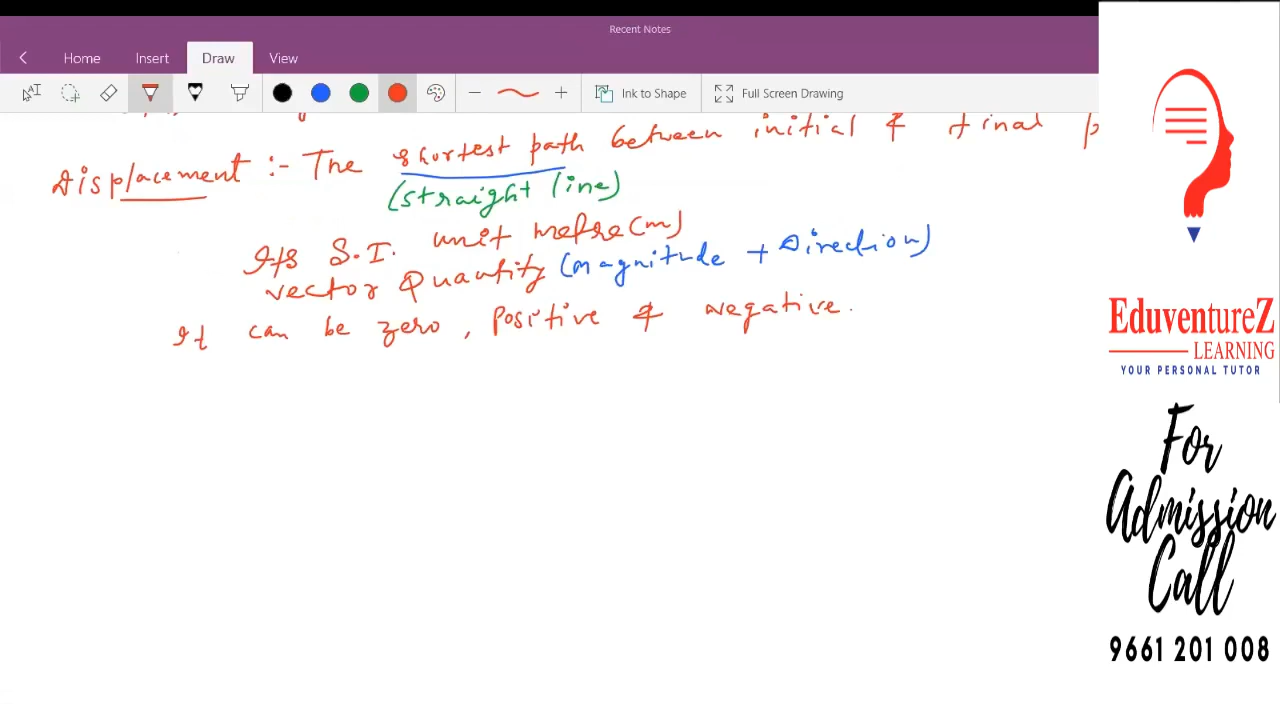 Recent Notes
Home Insert Draw View
Ink to Shape Full Screen Drawing
Displacement :- The shortest path between initial & final
(straight line)
Its S.I. unit metre(m)
vector Quantity (magnitude + Direction)
It can be zero, positive & negative.
EduventureZ
LEARNING
YOUR PERSONAL TUTOR
For
Admission
Call
9661 201 008